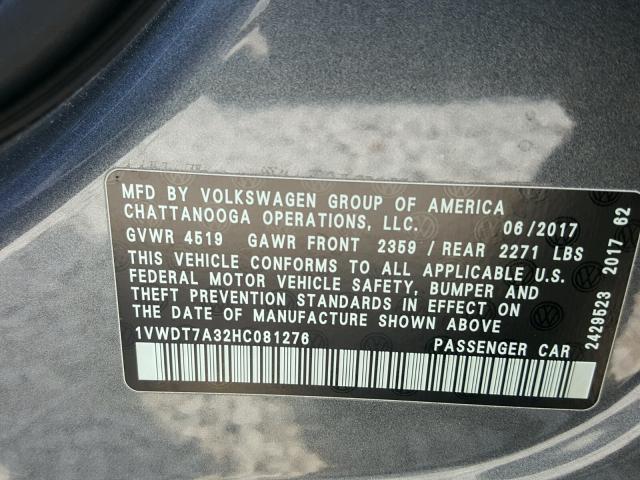 MFD BY VOLKSWAGEN GROUP OF AMERICA
CHATTANOOGA OPERATIONS, LLC. 06/2017
GVWR 4519 GAWR FRONT 2359 / REAR 2271 LBS
THIS VEHICLE CONFORMS TO ALL APPLICABLE U.S.
FEDERAL MOTOR VEHICLE SAFETY, BUMPER AND
THEFT PREVENTION STANDARDS IN EFFECT ON
THE DATE OF MANUFACTURE SHOWN ABOVE
1VWDT7A32HC081276 PASSENGER CAR
2429523 2017 62